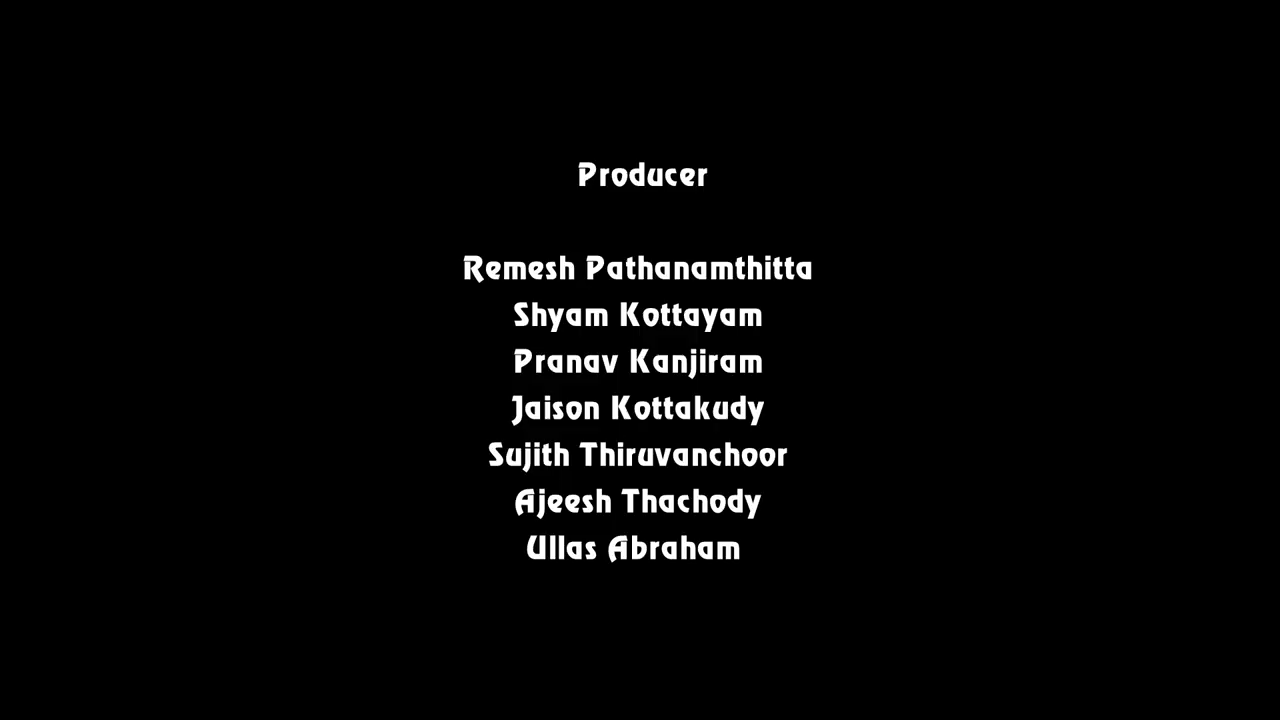 Producer
Remesh Pathanamthitta
Shyam Kottayam
Pranav Kanjiram
Jaison Kottakudy
Sujith Thiruvanchoor
Ajeesh Thachody
Ullas Abraham